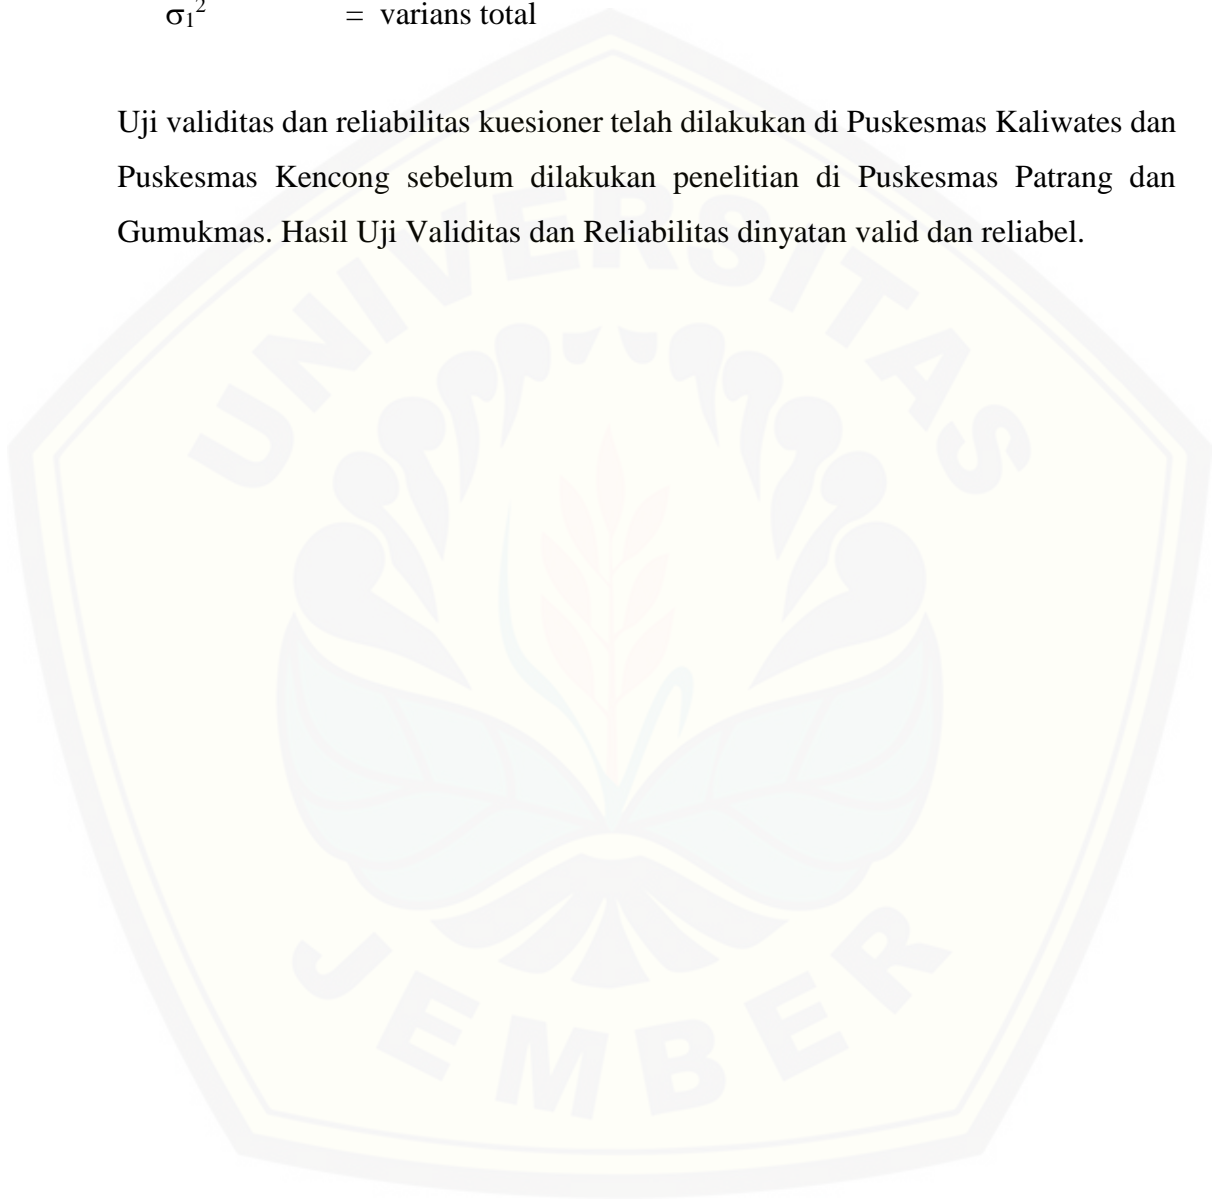 σ₁² = varians total
Uji validitas dan reliabilitas kuesioner telah dilakukan di Puskesmas Kaliwates dan
Puskesmas Kencong sebelum dilakukan penelitian di Puskesmas Patrang dan
Gumukmas. Hasil Uji Validitas dan Reliabilitas dinyatan valid dan reliabel.
UNIVERSITAS
JEMBER